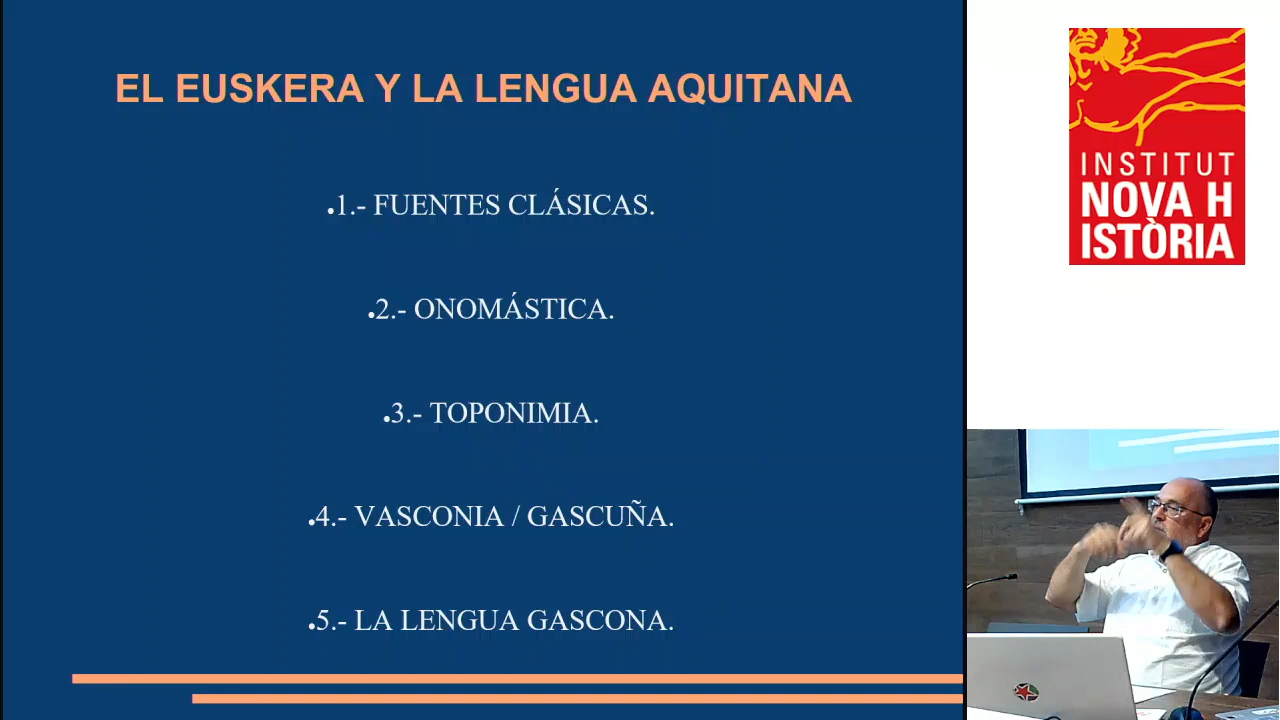 EL EUSKERA Y LA LENGUA AQUITANA
•1.- FUENTES CLÁSICAS.
•2.- ONOMÁSTICA.
•3.- TOPONIMIA.
•4.- VASCONIA / GASCUÑA.
•5.- LA LENGUA GASCONA.
INSTITUT
NOVA H
ISTÒRIA